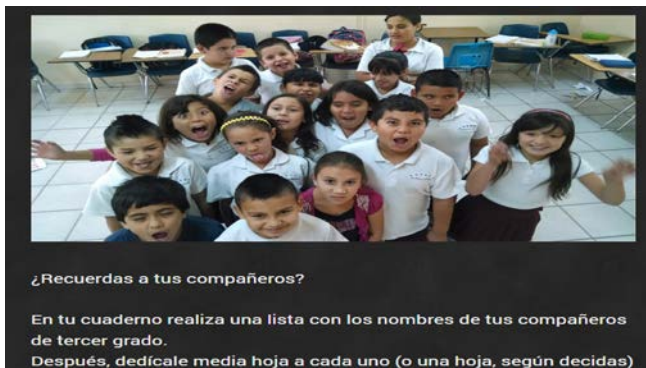 ¿Recuerdas a tus compañeros?
En tu cuaderno realiza una lista con los nombres de tus compañeros
de tercer grado.
Después, dedícale media hoja a cada uno (o una hoja, según decidas)